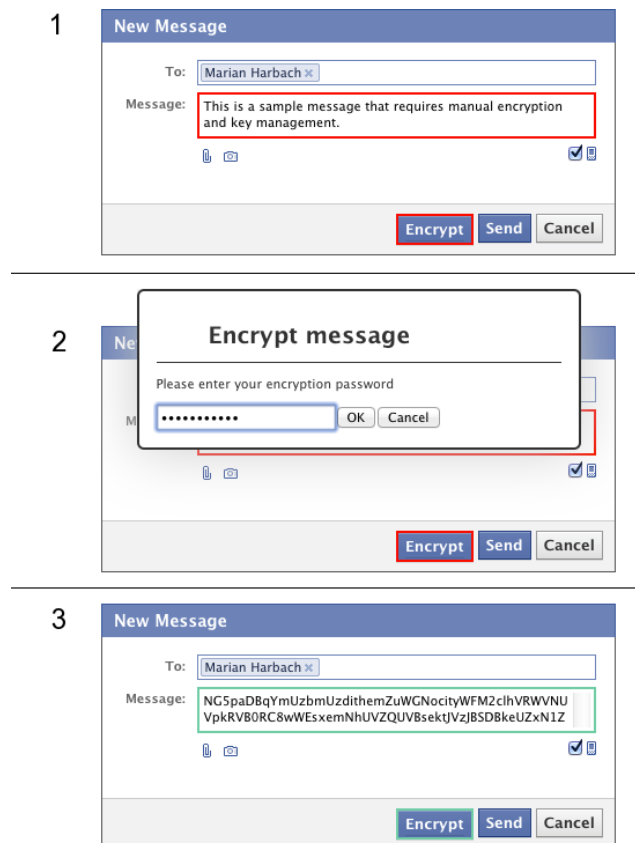 1
New Message
To: Marian Harbach ×
Message: This is a sample message that requires manual encryption
and key management.
Encrypt Send Cancel
2
Ne
Encrypt message
Please enter your encryption password
••••••••••• OK Cancel
M
Encrypt Send Cancel
3
New Message
To: Marian Harbach ×
Message: NG5paDBqYmUzbmUzdithemZuWGNocityWFM2clhVRWVNU
VpkRVB0RC8wWEsxemNhUVZQUVBsektJVzJBSDBkeUZxN1Z
Encrypt Send Cancel